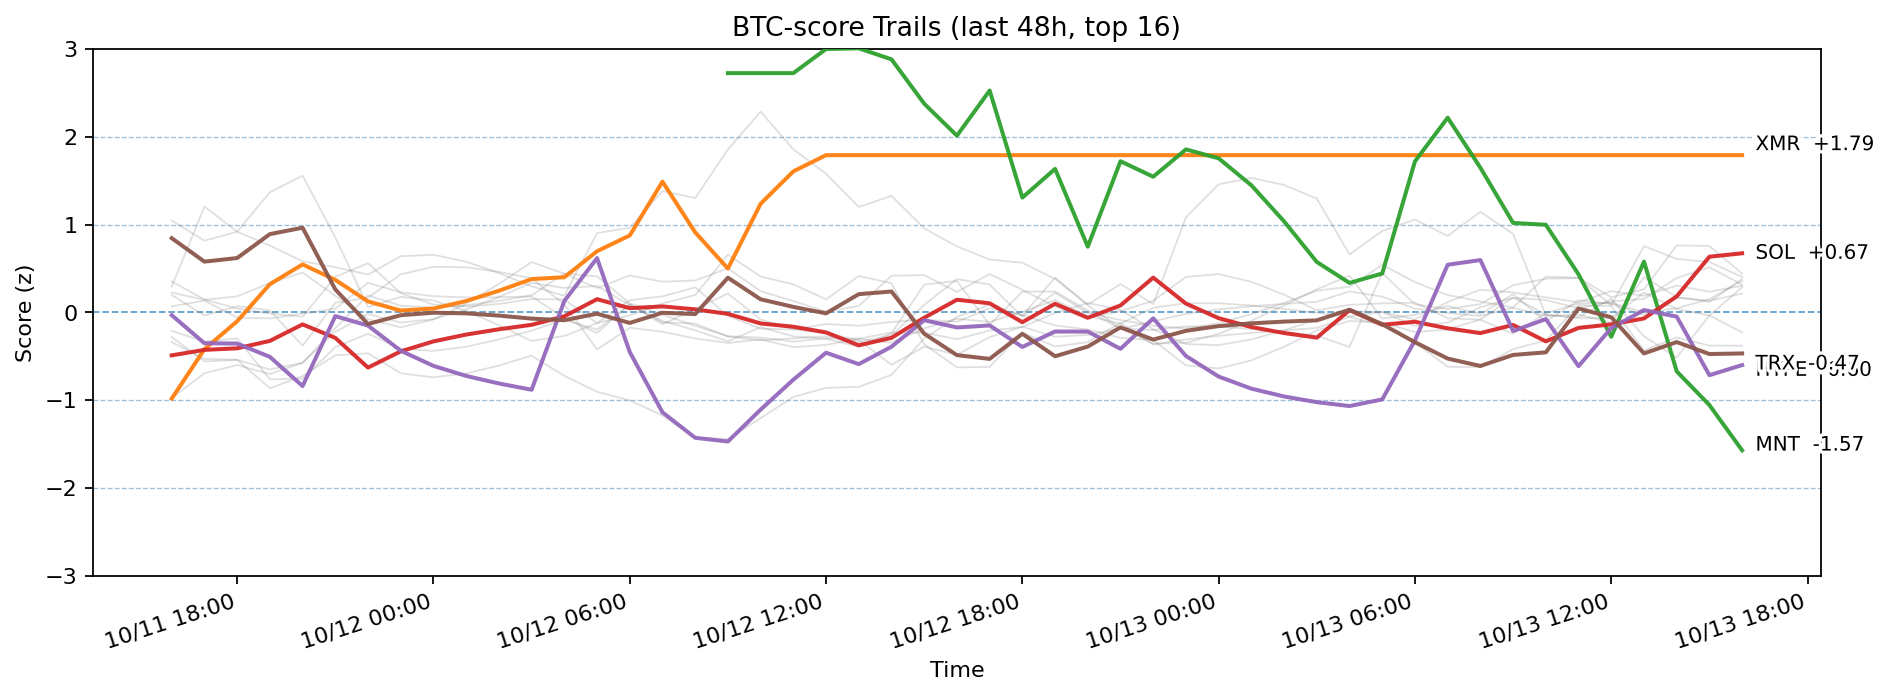 BTC-score Trails (last 48h, top 16)
3
2
1
0
−1
−2
−3
Score (z)
XMR +1.79
SOL +0.67
TRX -0.47
MNT -1.57
10/11 18:00
10/12 00:00
10/12 06:00
10/12 12:00
10/12 18:00
10/13 00:00
10/13 06:00
10/13 12:00
10/13 18:00
Time